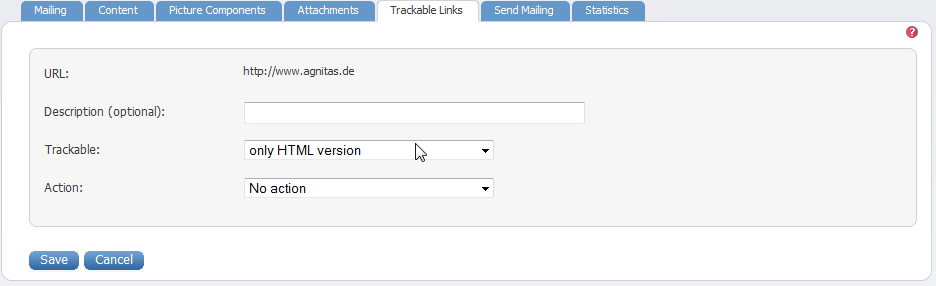 Mailing Content Picture Components Attachments Trackable Links Send Mailing Statistics
?
URL: http://www.agnitas.de
Description (optional):
Trackable: only HTML version
Action: No action
Save Cancel